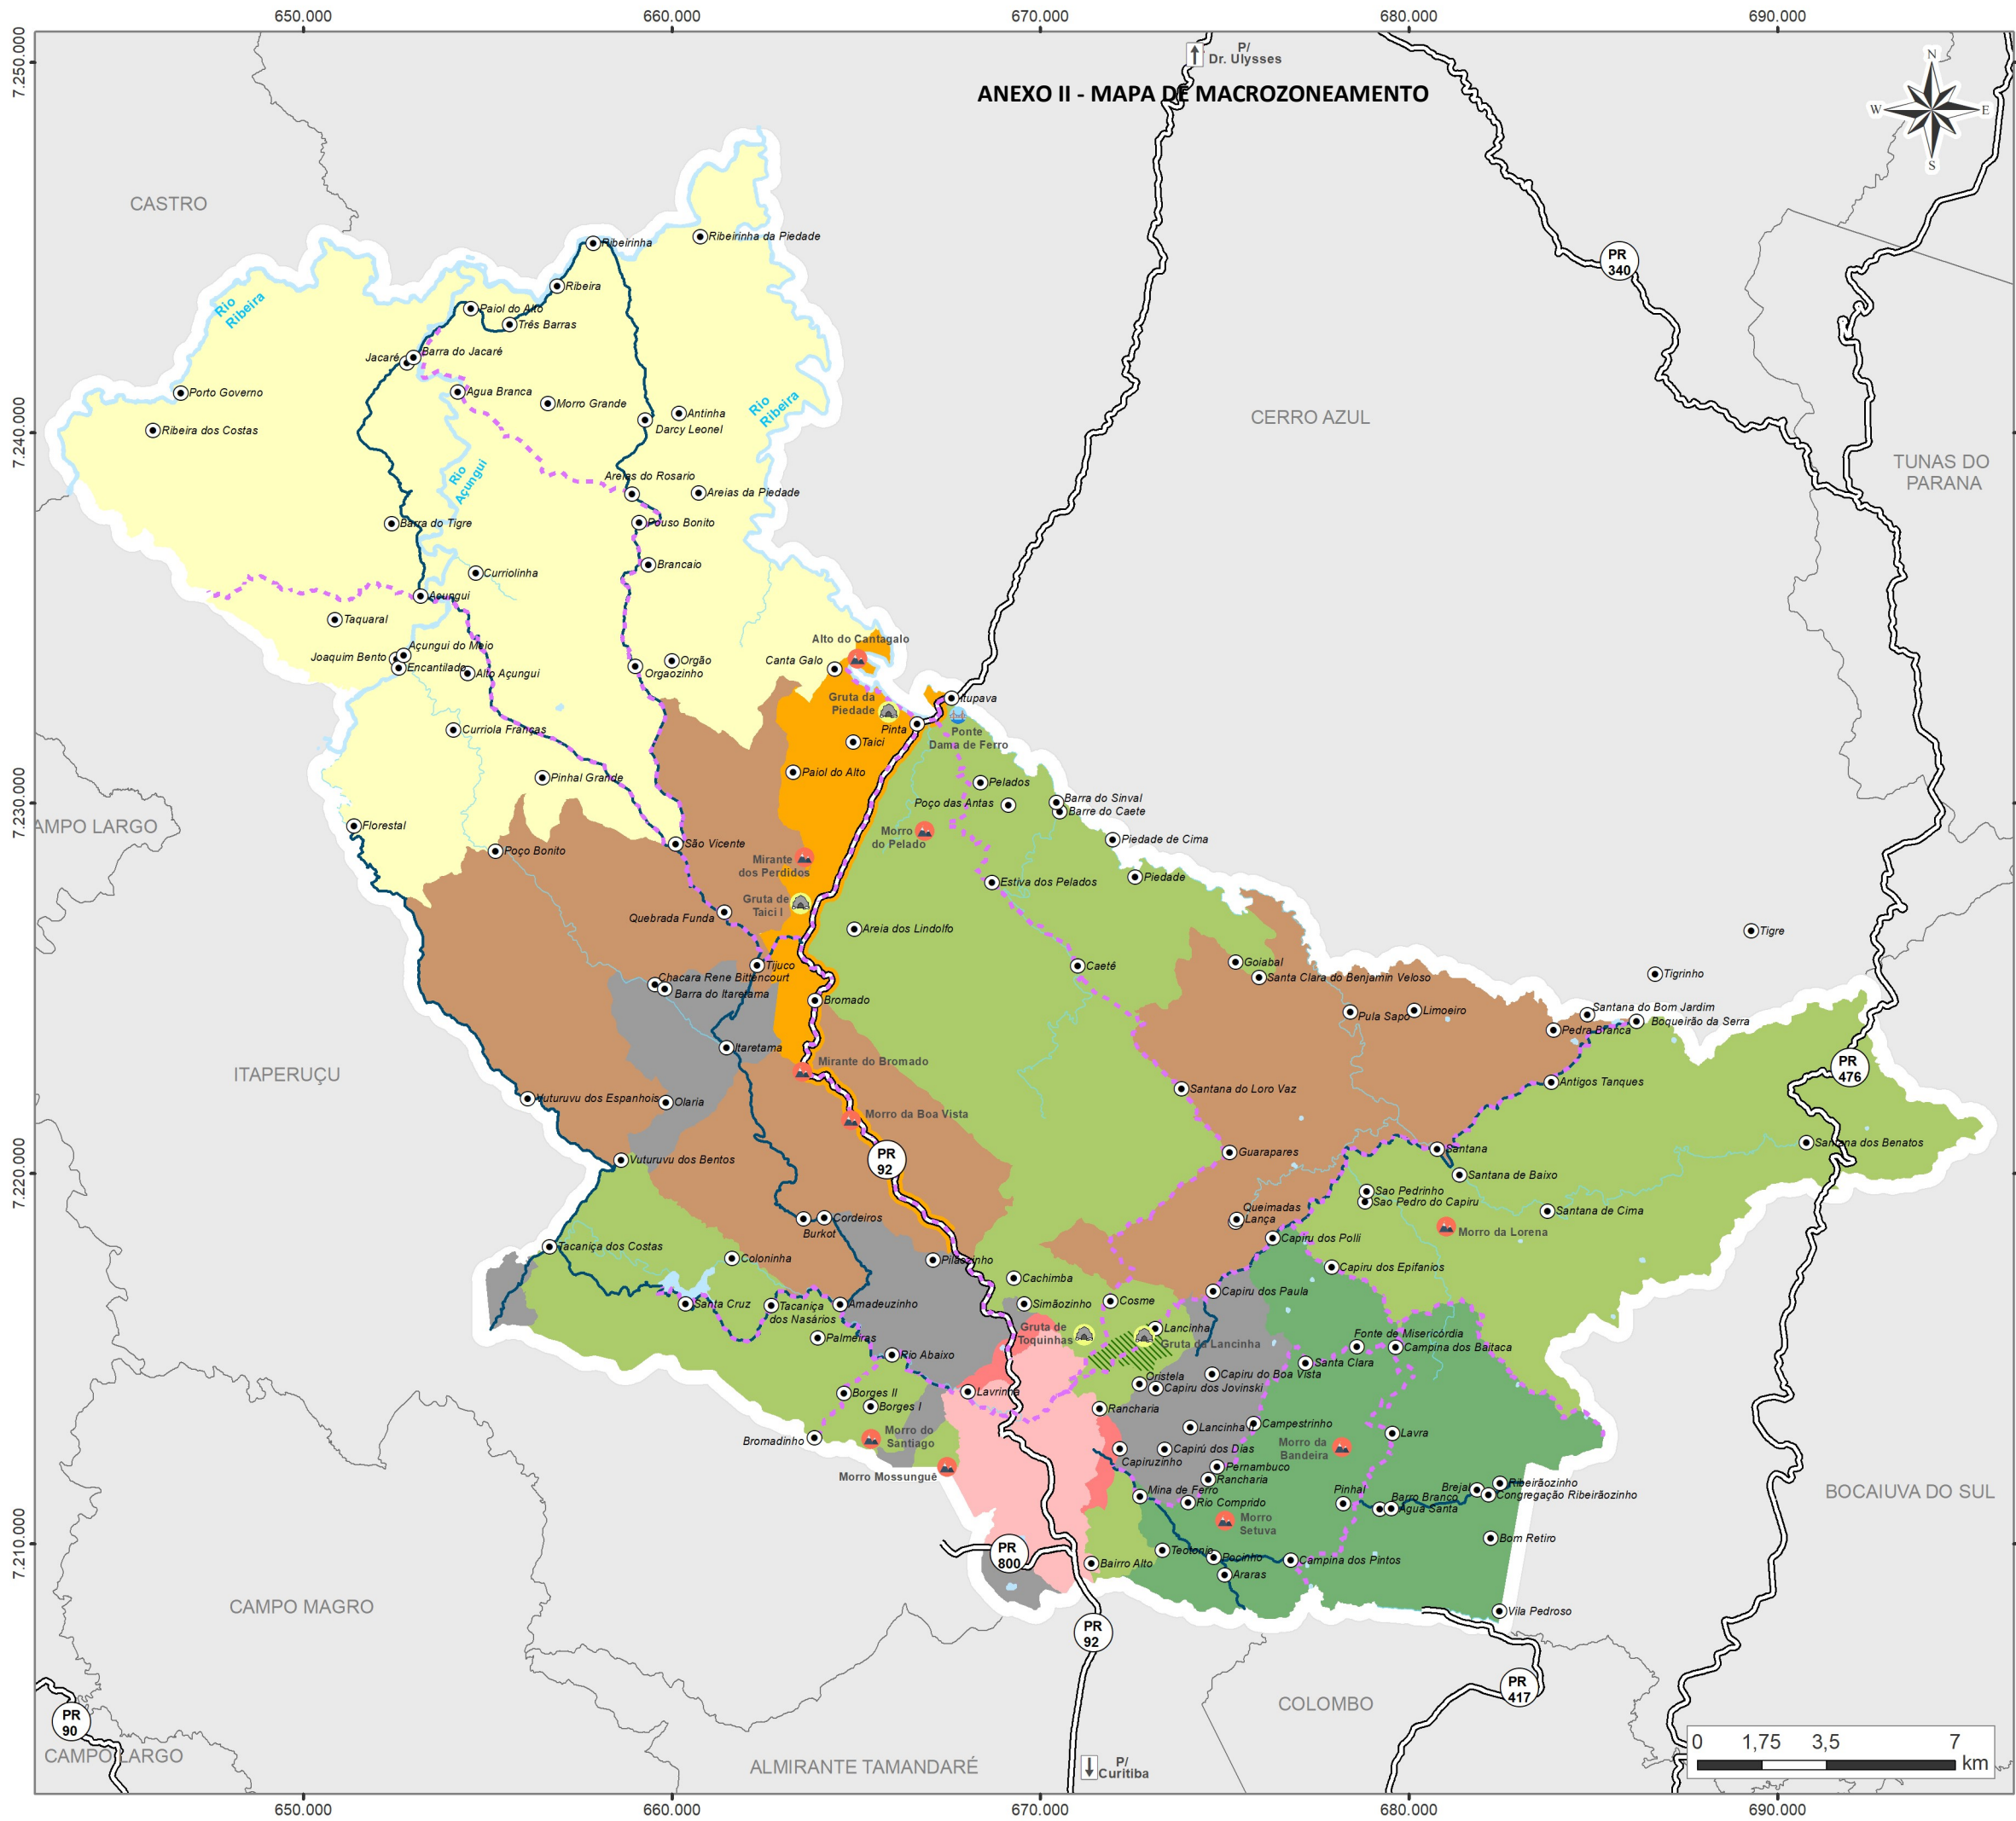 650.000
660.000
670.000
680.000
690.000
7.250.000
7.240.000
7.230.000
7.220.000
7.210.000
P/
Dr. Ulysses
ANEXO II - MAPA DE MACROZONEAMENTO
N
W
E
S
CASTRO
Ribeirinha da Piedade
Ribeirinha
PR
340
Ribeira
Rio
Ribeira
Paiol do Alto
Três Barras
Barra do Jacaré
Jacaré
Porto Governo
Agua Branca
Morro Grande
Rio
Ribeira
Antinha
CERRO AZUL
Ribeira dos Costas
Darcy Leonel
TUNAS DO
PARANA
Rio
Açungui
Areias do Rosario
Areias da Piedade
Barra do Tigre
Pouso Bonito
Brancaio
Curriolinha
Açungui
Taquaral
Alto do Cantagalo
Açungui do Meio
Joaquim Bento
Encantilado
Alto Açungui
Orgão
Orgaozinho
Canta Galo
Gruta da
Piedade
Itupava
Pinta
Curriola Franças
Taici
Ponte
Dama de Ferro
Pinhal Grande
Paiol do Alto
Pelados
Poço das Antas
Barra do Sinval
Barre do Caete
AMPO LARGO
Florestal
Morro
do Pelado
Piedade de Cima
Poço Bonito
São Vicente
Mirante
dos Perdidos
Piedade
Estiva dos Pelados
Gruta de
Taici I
Quebrada Funda
Areia dos Lindolfo
Tigre
Tijuco
Caetê
Goiabal
Santa Clara do Benjamin Veloso
Tigrinho
Chacara Rene Bittencourt
Barra do Itaretama
Bromado
Pula Sapo
Limoeiro
Santana do Bom Jardim
Boqueirão da Serra
Pedra Branca
Itaretama
Mirante do Bromado
ITAPERUÇU
PR
476
Antigos Tanques
Vuturuvu dos Espanhois
Olaria
Morro da Boa Vista
Santana do Loro Vaz
Santana dos Benatos
PR
92
Vuturuvu dos Bentos
Guarapares
Santana
Santana de Baixo
Sao Pedrinho
Sao Pedro do Capiru
Queimadas
Lança
Santana de Cima
Cordeiros
Burkot
Morro da Lorena
Tacaniça dos Costas
Coloninha
Pilaozinho
Capiru dos Polli
Cachimba
Capiru dos Epifanios
Santa Cruz
Tacaniça
dos Nasários
Amadeuzinho
Simãozinho
Cosme
Capiru dos Paula
Palmeiras
Gruta de
Toquinhas
Lancinha
Gruta da Lancinha
Fonte de Misericórdia
Campina dos Baitaca
Rio Abaixo
Santa Clara
Capiru do Boa Vista
Oristela
Capiru dos Jovinski
Borges II
Borges I
Lavrinha
Rancharia
Lancinha II
Campestrinho
Lavra
Bromadinho
Morro do
Santiago
Capiruzinho
Capirú dos Dias
Morro da
Bandeira
Pernambuco
Rancharia
Morro Mossunguê
Mina de Ferro
Rio Comprido
Pinhal
Barro Branco
Agua Santa
Brejal
Ribeirãozinho
Congregação Ribeirãozinho
BOCAIUVA DO SUL
Morro
Setuva
Bom Retiro
PR
800
Bairro Alto
Teotonio
Bocinho
Campina dos Pintos
Araras
CAMPO MAGRO
Vila Pedroso
PR
92
PR
417
PR
90
COLOMBO
CAMPO LARGO
ALMIRANTE TAMANDARÉ
P/
Curitiba
0 1,75 3,5 7
km
650.000
660.000
670.000
680.000
690.000